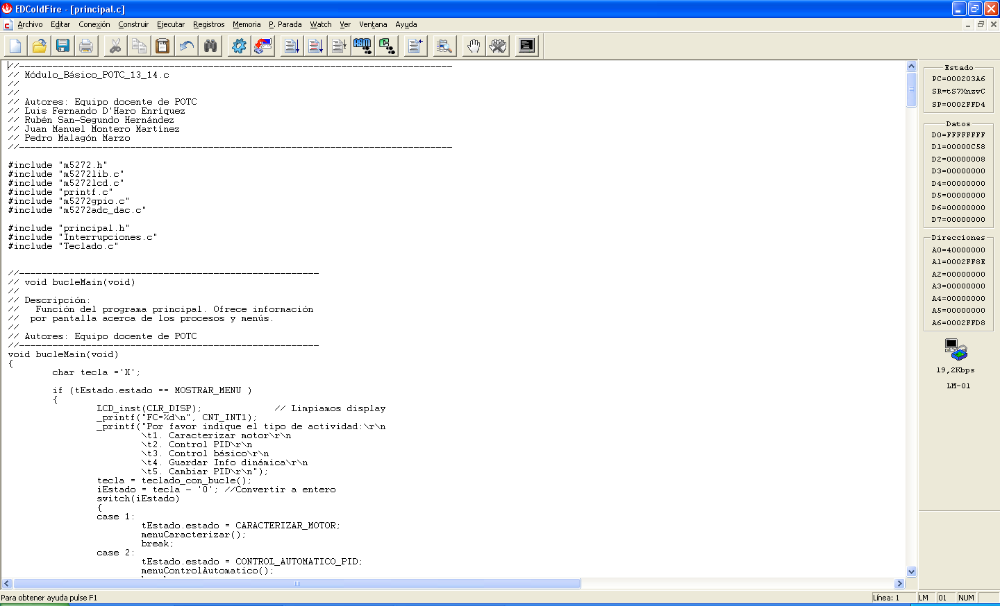 EDColdFire - [principal.c]
Archivo Editar Conexión Construir Ejecutar Registros Memoria P. Parada Watch Ver Ventana Ayuda
//------------------------------------------------------------------------------
// Módulo_Básico_POTC_13_14.c
//
//
// Autores: Equipo docente de POTC
// Luis Fernando D'Haro Enríquez
// Rubén San-Segundo Hernández
// Juan Manuel Montero Martínez
// Pedro Malagón Marzo
//------------------------------------------------------------------------------
#include "m5272.h"
#include "m5272lib.c"
#include "m5272lcd.c"
#include "printf.c"
#include "m5272gpio.c"
#include "m5272adc_dac.c"
#include "principal.h"
#include "Interrupciones.c"
#include "Teclado.c"
//------------------------------------------------------
// void bucleMain(void)
//
// Descripción:
//   Función del programa principal. Ofrece información
//  por pantalla acerca de los procesos y menús.
//
// Autores: Equipo docente de POTC
//------------------------------------------------------
void bucleMain(void)
{
char tecla ='X';
if (tEstado.estado == MOSTRAR_MENU )
{
LCD_inst(CLR_DISP);             // Limpiamos display
_printf("FC=%d\n", CNT_INT1);
_printf("Por favor indique el tipo de actividad:\r\n
\t1. Caracterizar motor\r\n
\t2. Control PID\r\n
\t3. Control básico\r\n
\t4. Guardar Info dinámica\r\n
\t5. Cambiar PID\r\n");
tecla = teclado_con_bucle();
iEstado = tecla - '0'; //Convertir a entero
switch(iEstado)
{
case 1:
tEstado.estado = CARACTERIZAR_MOTOR;
menuCaracterizar();
break;
case 2:
tEstado.estado = CONTROL_AUTOMATICO_PID;
menuControlAutomatico();
Estado
PC=000203A6
SR=tS7XnzvC
SP=0002FFD4
Datos
D0=FFFFFFFF
D1=00000C58
D2=00000008
D3=00000000
D4=00000000
D5=00000000
D6=00000000
D7=00000000
Direcciones
A0=40000000
A1=0002FF8E
A2=00000000
A3=00000000
A4=00000000
A5=00000000
A6=0002FFD8
19,2Kbps
LM-01
Para obtener ayuda pulse F1
Línea: 1 LM 01 NUM